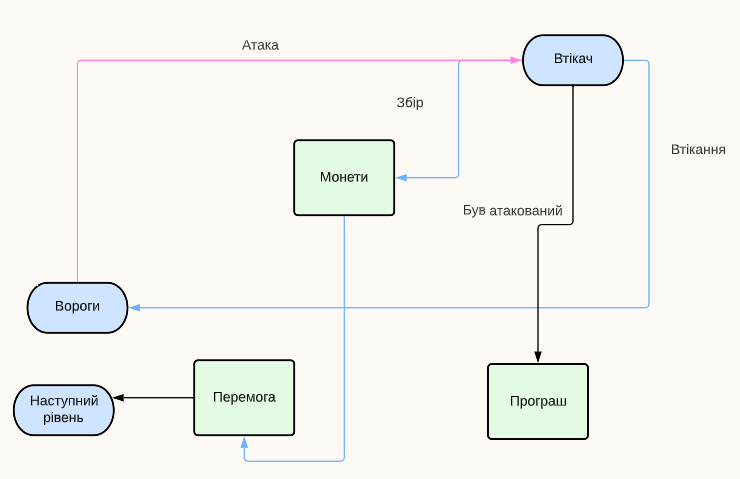 Атака
Втікач
Збір
Втікання
Монети
Був атакований
Вороги
Перемога
Наступний
рівень
Програш